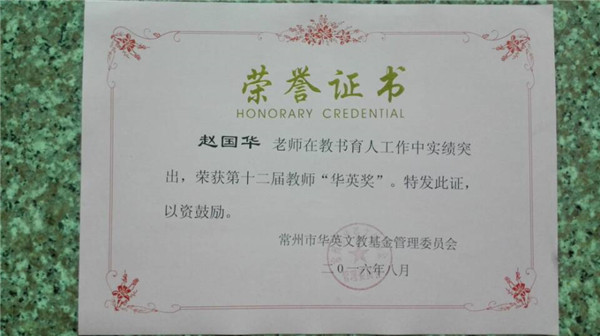 荣誉证书
HONORARY CREDENTIAL
赵国华 老师在教书育人工作中实绩突
出，荣获第十二届教师“华英奖”。特发此证，
以资鼓励。
常州市华英文教基金管理委员会
二〇一六年八月